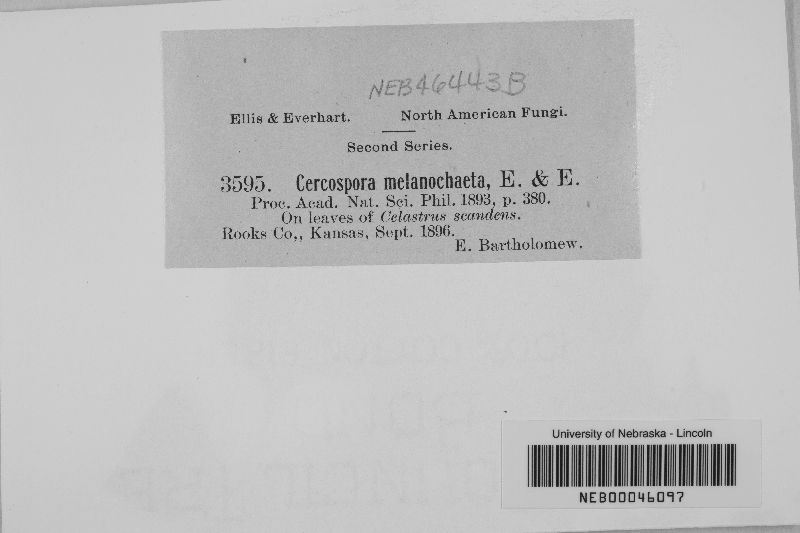 NEB46443B
Ellis & Everhart. North American Fungi.
Second Series.
3595. Cercospora melanochaeta, E. & E.
Proc. Acad. Nat. Sci. Phil. 1893, p. 380.
On leaves of Celastrus scandens.
Rooks Co,, Kansas, Sept. 1896.
E. Bartholomew.
University of Nebraska - Lincoln
NEB00046097